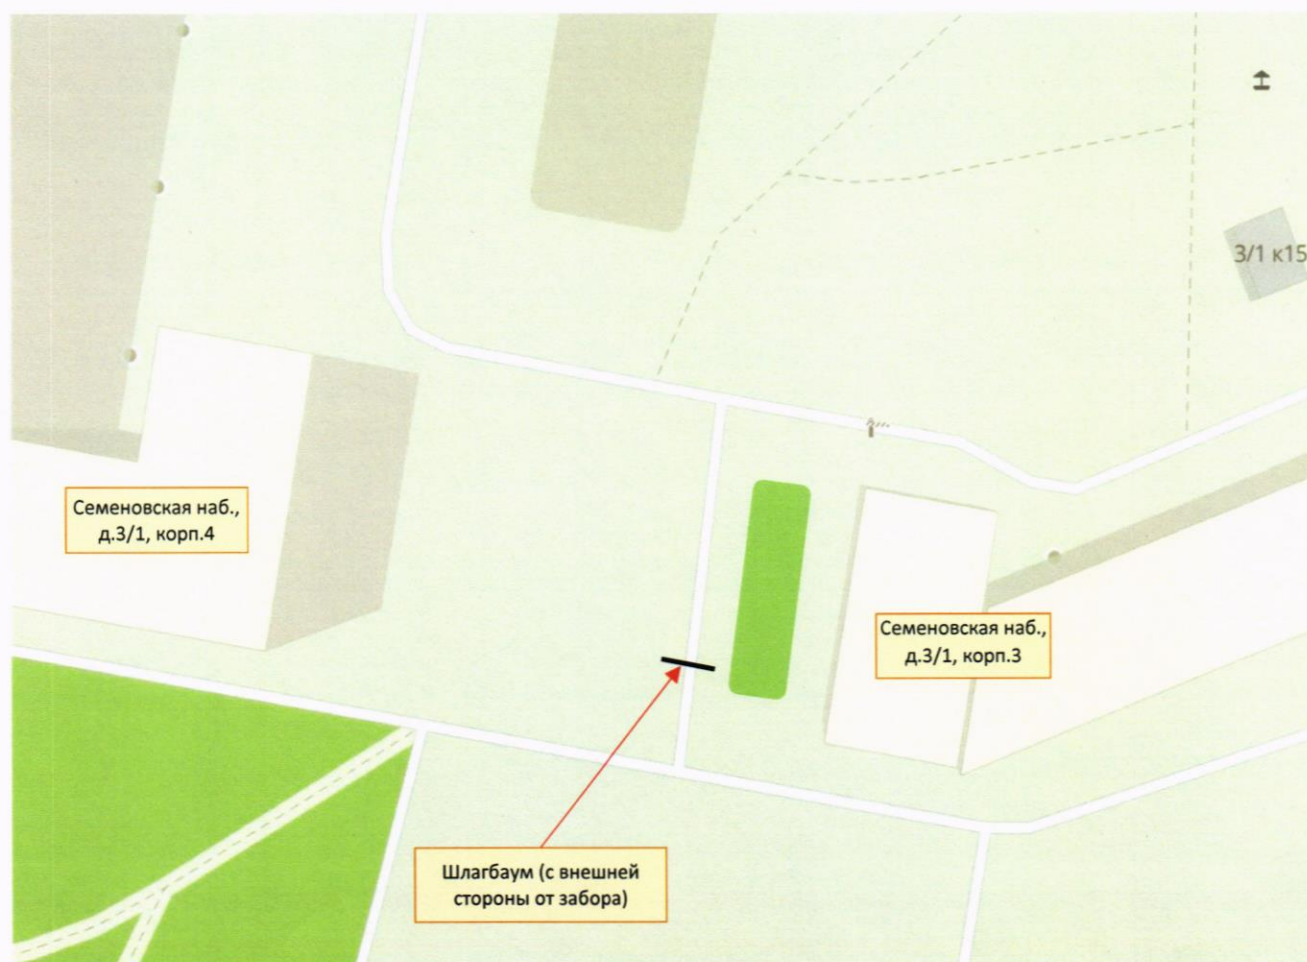 3/1 к15
Семеновская наб.,
д.3/1, корп.4
Семеновская наб.,
д.3/1, корп.3
Шлагбаум (с внешней
стороны от забора)